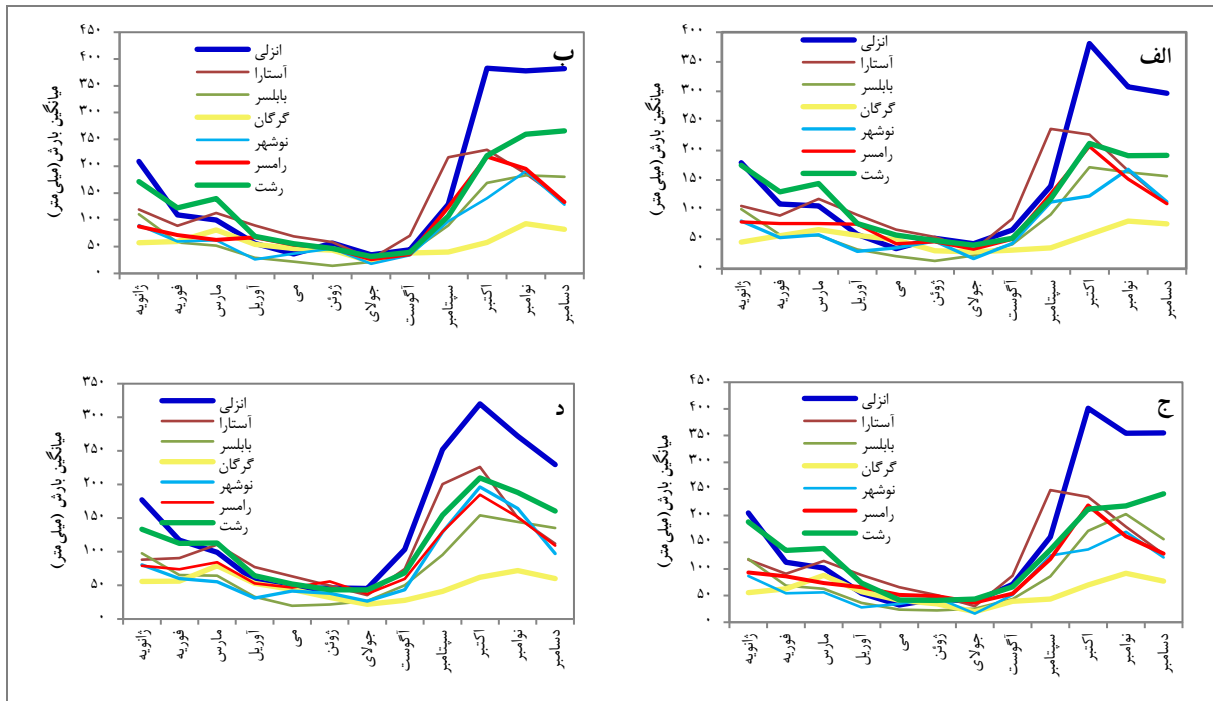 الف
میانگین بارش(میلی متر)
۴۰۰
۳۵۰
۳۰۰
۲۵۰
۲۰۰
۱۵۰
۱۰۰
۵۰
۰
انزلی
آستارا
بابلسر
گرگان
نوشهر
رامسر
رشت
ژانویه
فوریه
مارس
آوریل
می
ژوئن
جولای
آگوست
سپتامبر
اکتبر
نوامبر
دسامبر
ب
میانگین بارش(میلی متر)
۴۵۰
۴۰۰
۳۵۰
۳۰۰
۲۵۰
۲۰۰
۱۵۰
۱۰۰
۵۰
۰
انزلی
آستارا
بابلسر
گرگان
نوشهر
رامسر
رشت
ژانویه
فوریه
مارس
آوریل
می
ژوئن
جولای
آگوست
سپتامبر
اکتبر
نوامبر
دسامبر
ج
میانگین بارش(میلی متر)
۴۵۰
۴۰۰
۳۵۰
۳۰۰
۲۵۰
۲۰۰
۱۵۰
۱۰۰
۵۰
۰
انزلی
آستارا
بابلسر
گرگان
نوشهر
رامسر
رشت
ژانویه
فوریه
مارس
آوریل
می
ژوئن
جولای
آگوست
سپتامبر
اکتبر
نوامبر
دسامبر
د
میانگین بارش (میلی متر)
۳۵۰
۳۰۰
۲۵۰
۲۰۰
۱۵۰
۱۰۰
۵۰
۰
انزلی
آستارا
بابلسر
گرگان
نوشهر
رامسر
رشت
ژانویه
فوریه
مارس
آوریل
می
ژوئن
جولای
آگوست
سپتامبر
اکتبر
نوامبر
دسامبر